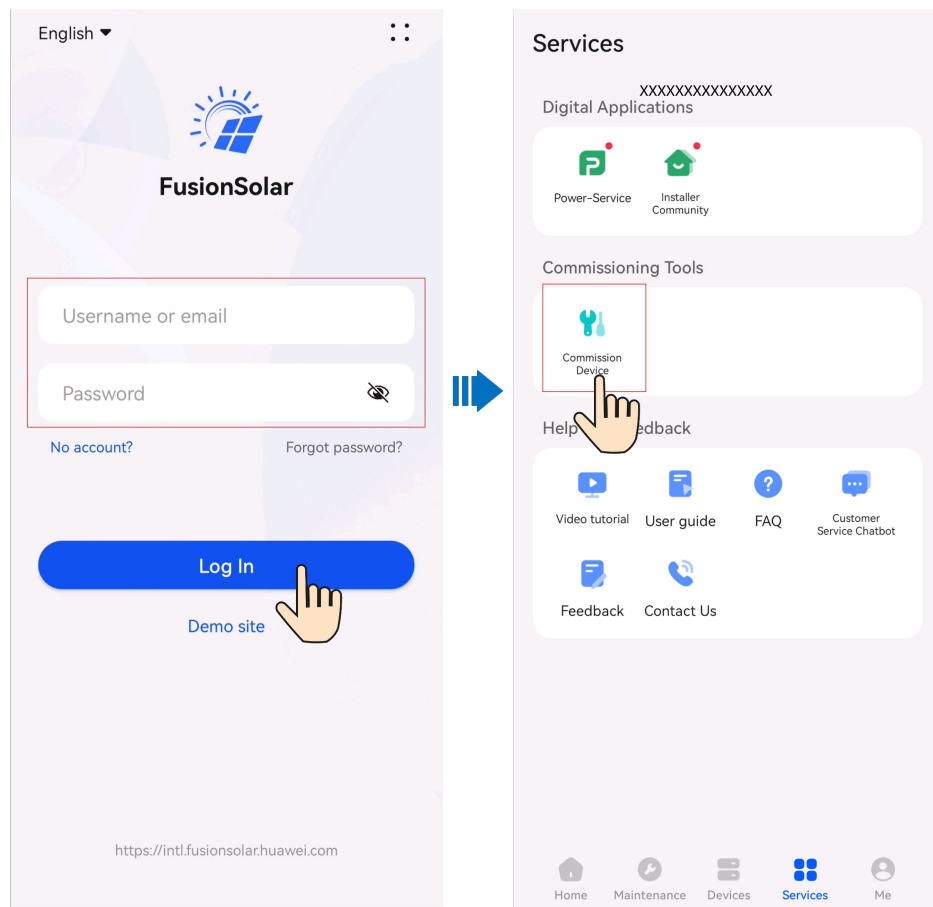 English
FusionSolar
Username or email
Password
No account?
Forgot password?
Log In
Demo site
https://intl.fusionsolar.huawei.com
Services
XXXXXXXXXXXXXXX
Digital Applications
Power-Service
Installer
Community
Commissioning Tools
Commission
Device
Help edback
Video tutorial
User guide
FAQ
Customer
Service Chatbot
Feedback
Contact Us
Home
Maintenance
Devices
Services
Me